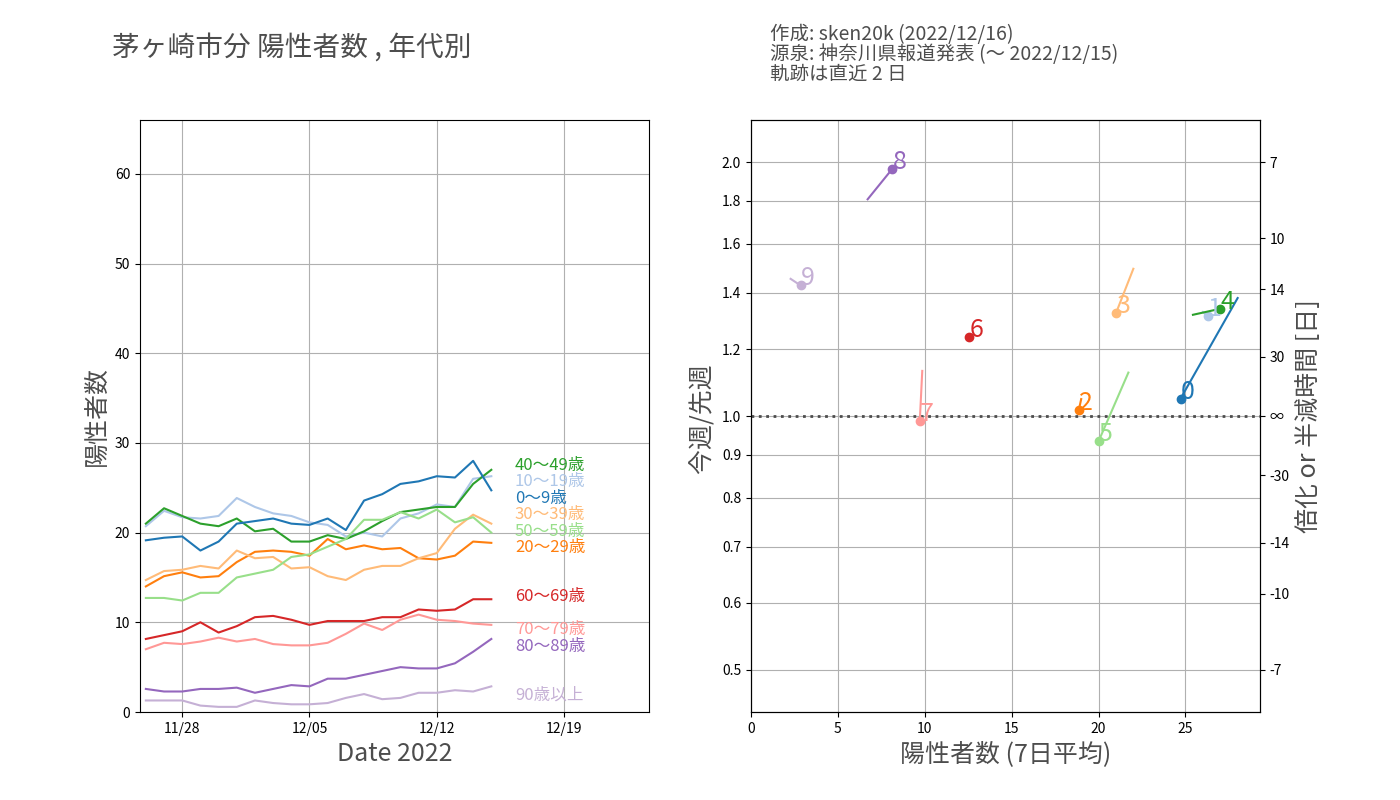 茅ヶ崎市分 陽性者数 , 年代別
作成: sken20k (2022/12/16)
源泉: 神奈川県報道発表 (〜 2022/12/15)
軌跡は直近 2 日
陽性者数
60
50
40
30
20
10
0
11/28
12/05
12/12
12/19
Date 2022
40〜49歳
10〜19歳
0〜9歳
30〜39歳
50〜59歳
20〜29歳
60〜69歳
70〜79歳
80〜89歳
90歳以上
今週/先週
2.0
1.8
1.6
1.4
1.2
1.0
0.9
0.8
0.7
0.6
0.5
0
5
10
15
20
25
陽性者数 (7日平均)
8
9
6
7
3
1
4
0
2
5
7
10
14
30
∞
-30
-14
-10
-7
倍化 or 半減時間 [日]